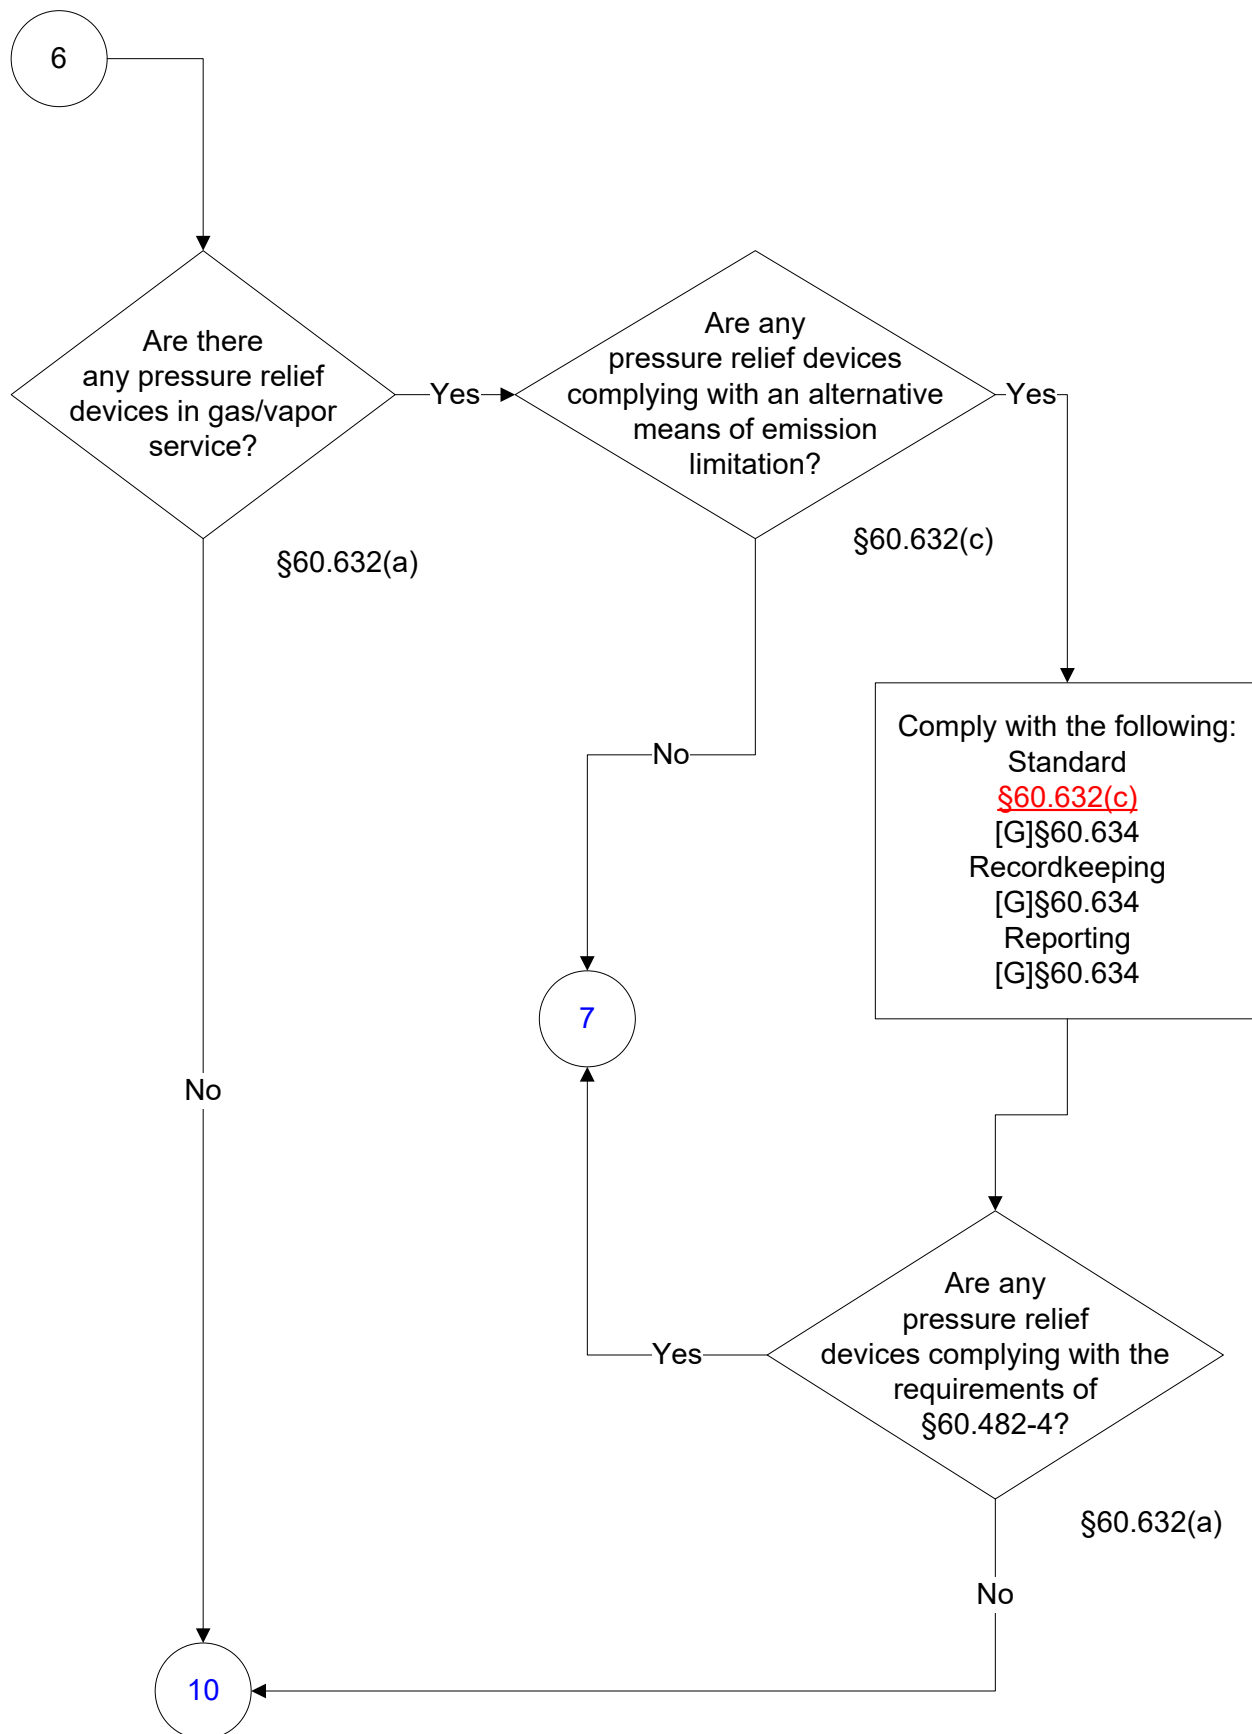 6
Are there
any pressure relief
devices in gas/vapor
service?
Yes
Are any
pressure relief devices
complying with an alternative
means of emission
limitation?
Yes
§60.632(a)
§60.632(c)
No
Comply with the following:
Standard
§60.632(c)
[G]§60.634
Recordkeeping
[G]§60.634
Reporting
[G]§60.634
7
No
Are any
pressure relief
devices complying with the
requirements of
§60.482-4?
Yes
§60.632(a)
No
10